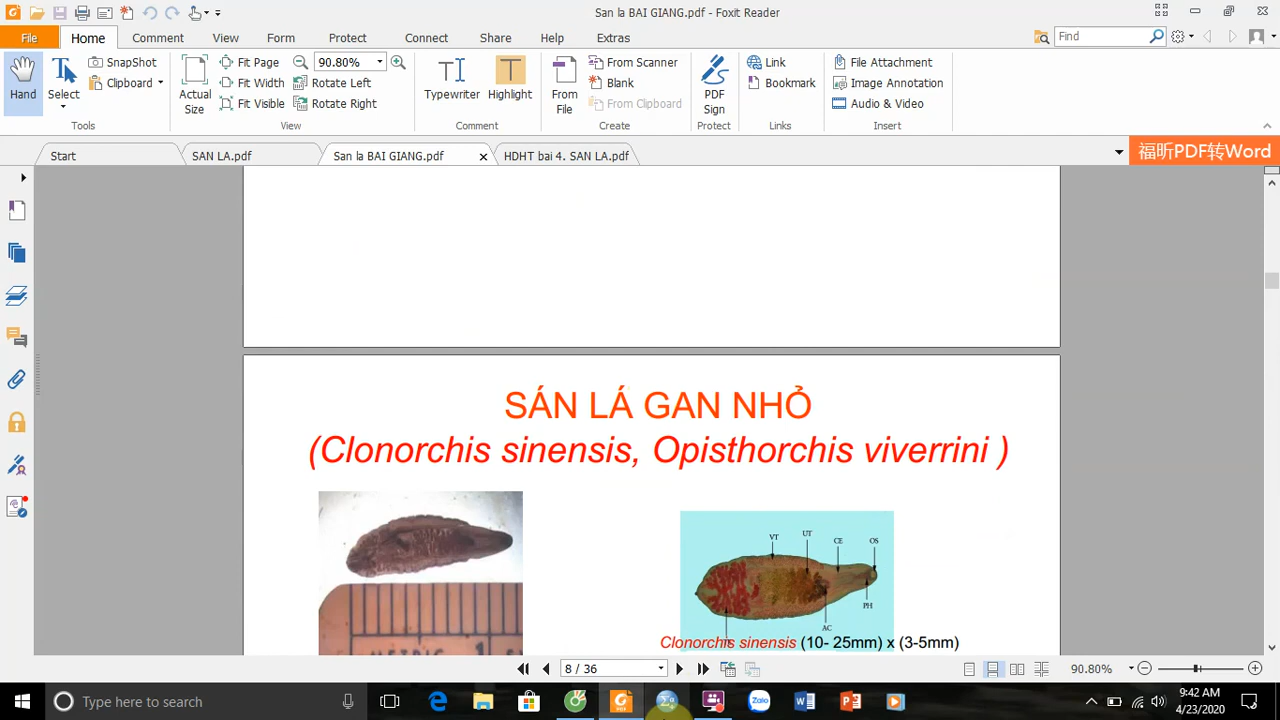 San la BAI GIANG.pdf - Foxit Reader
File Home Comment View Form Protect Connect Share Help Extras Find
Hand
Select
SnapShot
Clipboard
Tools
Actual Size
Fit Page
Fit Width
Fit Visible
90.80%
Rotate Left
Rotate Right
View
Typewriter
Highlight
Comment
From File
From Scanner
Blank
From Clipboard
Create
PDF Sign
Protect
Link
Bookmark
Links
File Attachment
Image Annotation
Audio & Video
Insert
Start SAN LA.pdf San la BAI GIANG.pdf HDHT bai 4. SAN LA.pdf 福昕PDF转Word
SÁN LÁ GAN NHỎ
(Clonorchis sinensis, Opisthorchis viverrini )
VT UT CE OS
PH
AC
Clonorchis sinensis (10- 25mm) x (3-5mm)
8 / 36 90.80%
Type here to search
Zalo
9:42 AM
4/23/2020